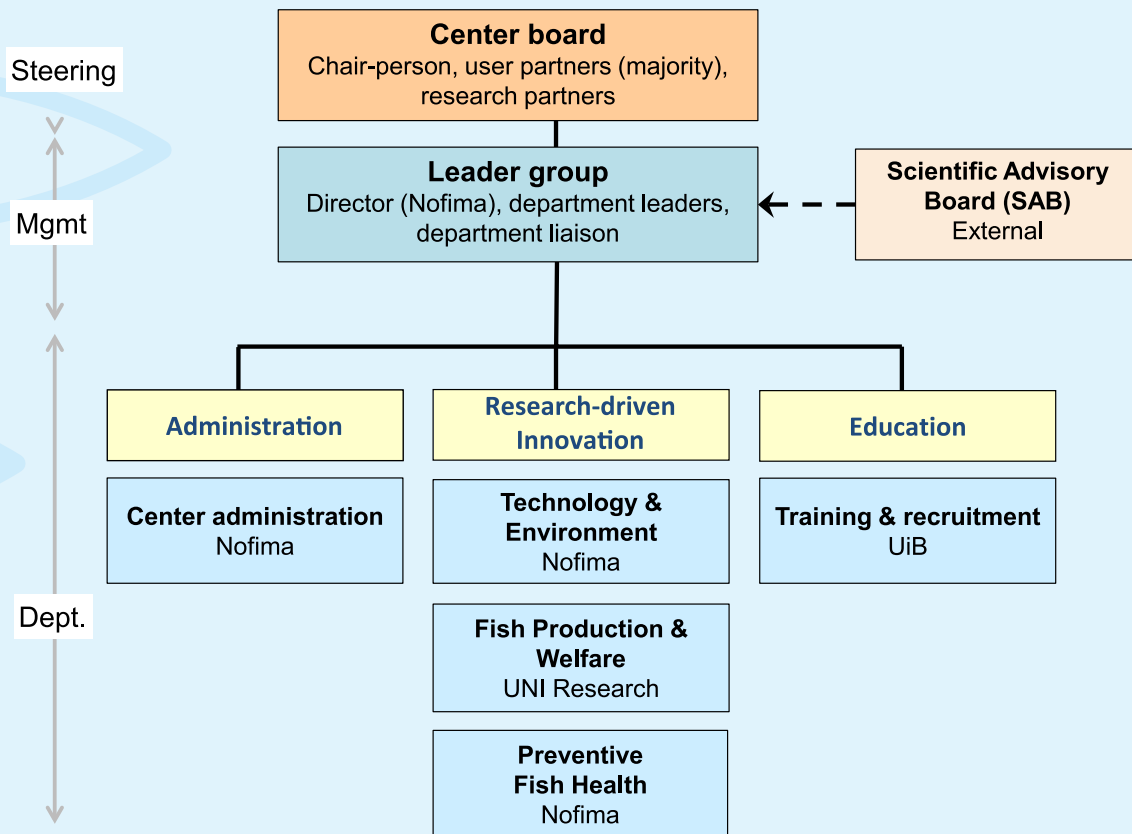 Center board
Chair-person, user partners (majority),
research partners
Steering
Leader group
Director (Nofima), department leaders,
department liaison
Scientific Advisory
Board (SAB)
External
Mgmt
Administration
Research-driven
Innovation
Education
Center administration
Nofima
Technology &
Environment
Nofima
Training & recruitment
UiB
Dept.
Fish Production &
Welfare
UNI Research
Preventive
Fish Health
Nofima